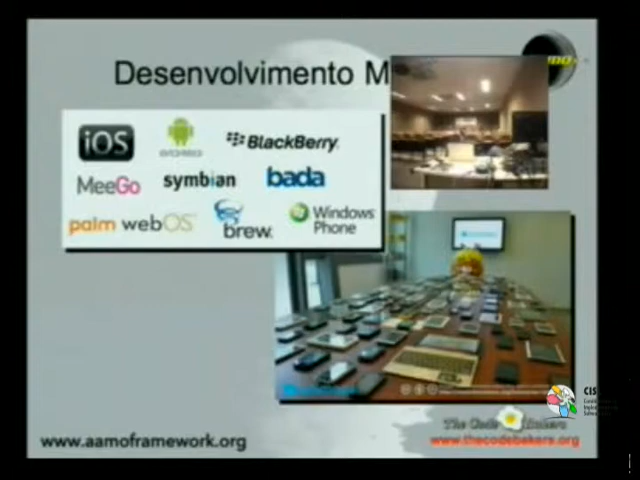 Desenvolvimento M
iOS
ANDROID
BlackBerry.
MeeGo
symbian
bada
palm webOS
brew.
Windows
Phone
CIS
The Code Bakers
www.aamoframework.org
www.thecodebakers.org